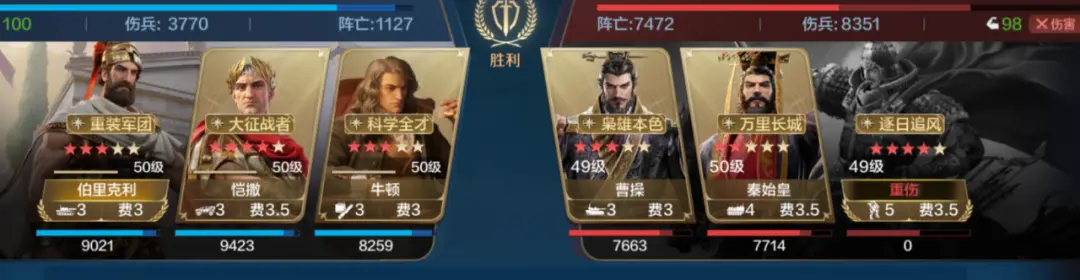 100 伤兵: 3770 阵亡:1127
胜利
阵亡:7472 伤兵:8351 98 伤害
重装军团
50级
伯里克利
3 费3
9021
大征战者
50级
恺撒
3 费3.5
9423
科学全才
50级
牛顿
3 费3
8259
枭雄本色
49级
曹操
3 费3
7663
万里长城
50级
秦始皇
4 费3.5
7714
逐日追风
49级
重伤
5 费3.5
0